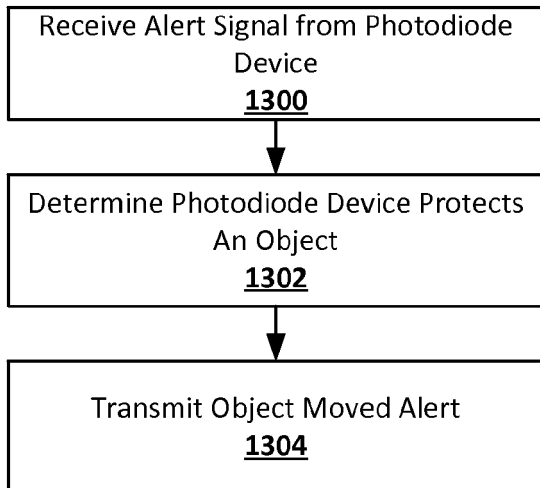 Receive Alert Signal from Photodiode
Device
1300
Determine Photodiode Device Protects
An Object
1302
Transmit Object Moved Alert
1304